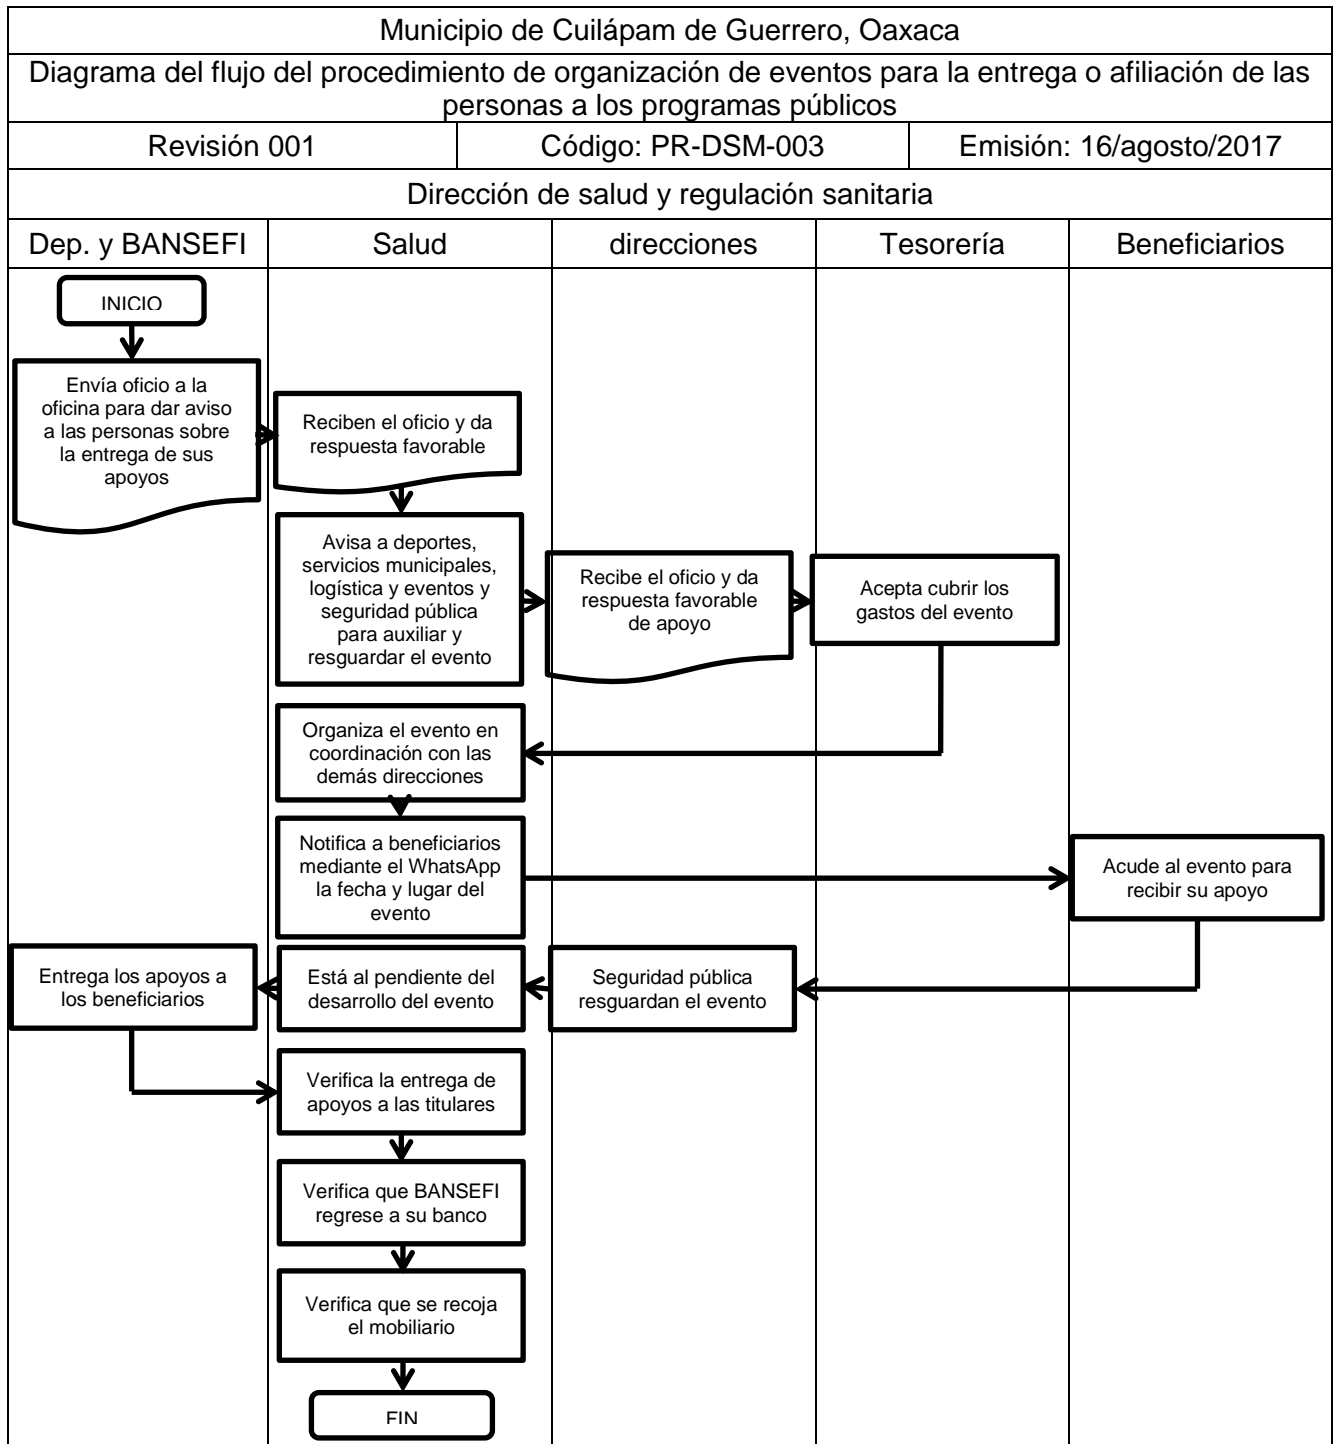 Municipio de Cuilápam de Guerrero, Oaxaca
Diagrama del flujo del procedimiento de organización de eventos para la entrega o afiliación de las
personas a los programas públicos
Revisión 001
Código: PR-DSM-003
Emisión: 16/agosto/2017
Dirección de salud y regulación sanitaria
Dep. y BANSEFI
Salud
direcciones
Tesorería
Beneficiarios
INICIO
Envía oficio a la
oficina para dar aviso
a las personas sobre
la entrega de sus
apoyos
Reciben el oficio y da
respuesta favorable
Avisa a deportes,
servicios municipales,
logística y eventos y
seguridad pública
para auxiliar y
resguardar el evento
Recibe el oficio y da
respuesta favorable
de apoyo
Acepta cubrir los
gastos del evento
Organiza el evento en
coordinación con las
demás direcciones
Notifica a beneficiarios
mediante el WhatsApp
la fecha y lugar del
evento
Acude al evento para
recibir su apoyo
Entrega los apoyos a
los beneficiarios
Está al pendiente del
desarrollo del evento
Seguridad pública
resguardan el evento
Verifica la entrega de
apoyos a las titulares
Verifica que BANSEFI
regrese a su banco
Verifica que se recoja
el mobiliario
FIN